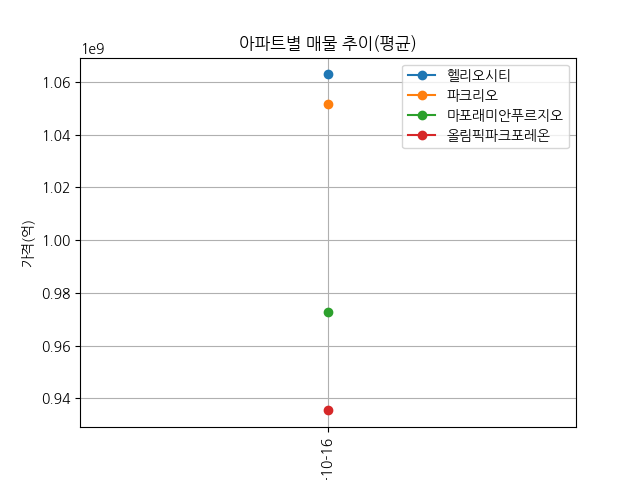 아파트별 매물 추이(평균)
1e9
1.06
1.04
1.02
1.00
0.98
0.96
0.94
가격(억)
헬리오시티
파크리오
마포래미안푸르지오
올림픽파크포레온
-10-16